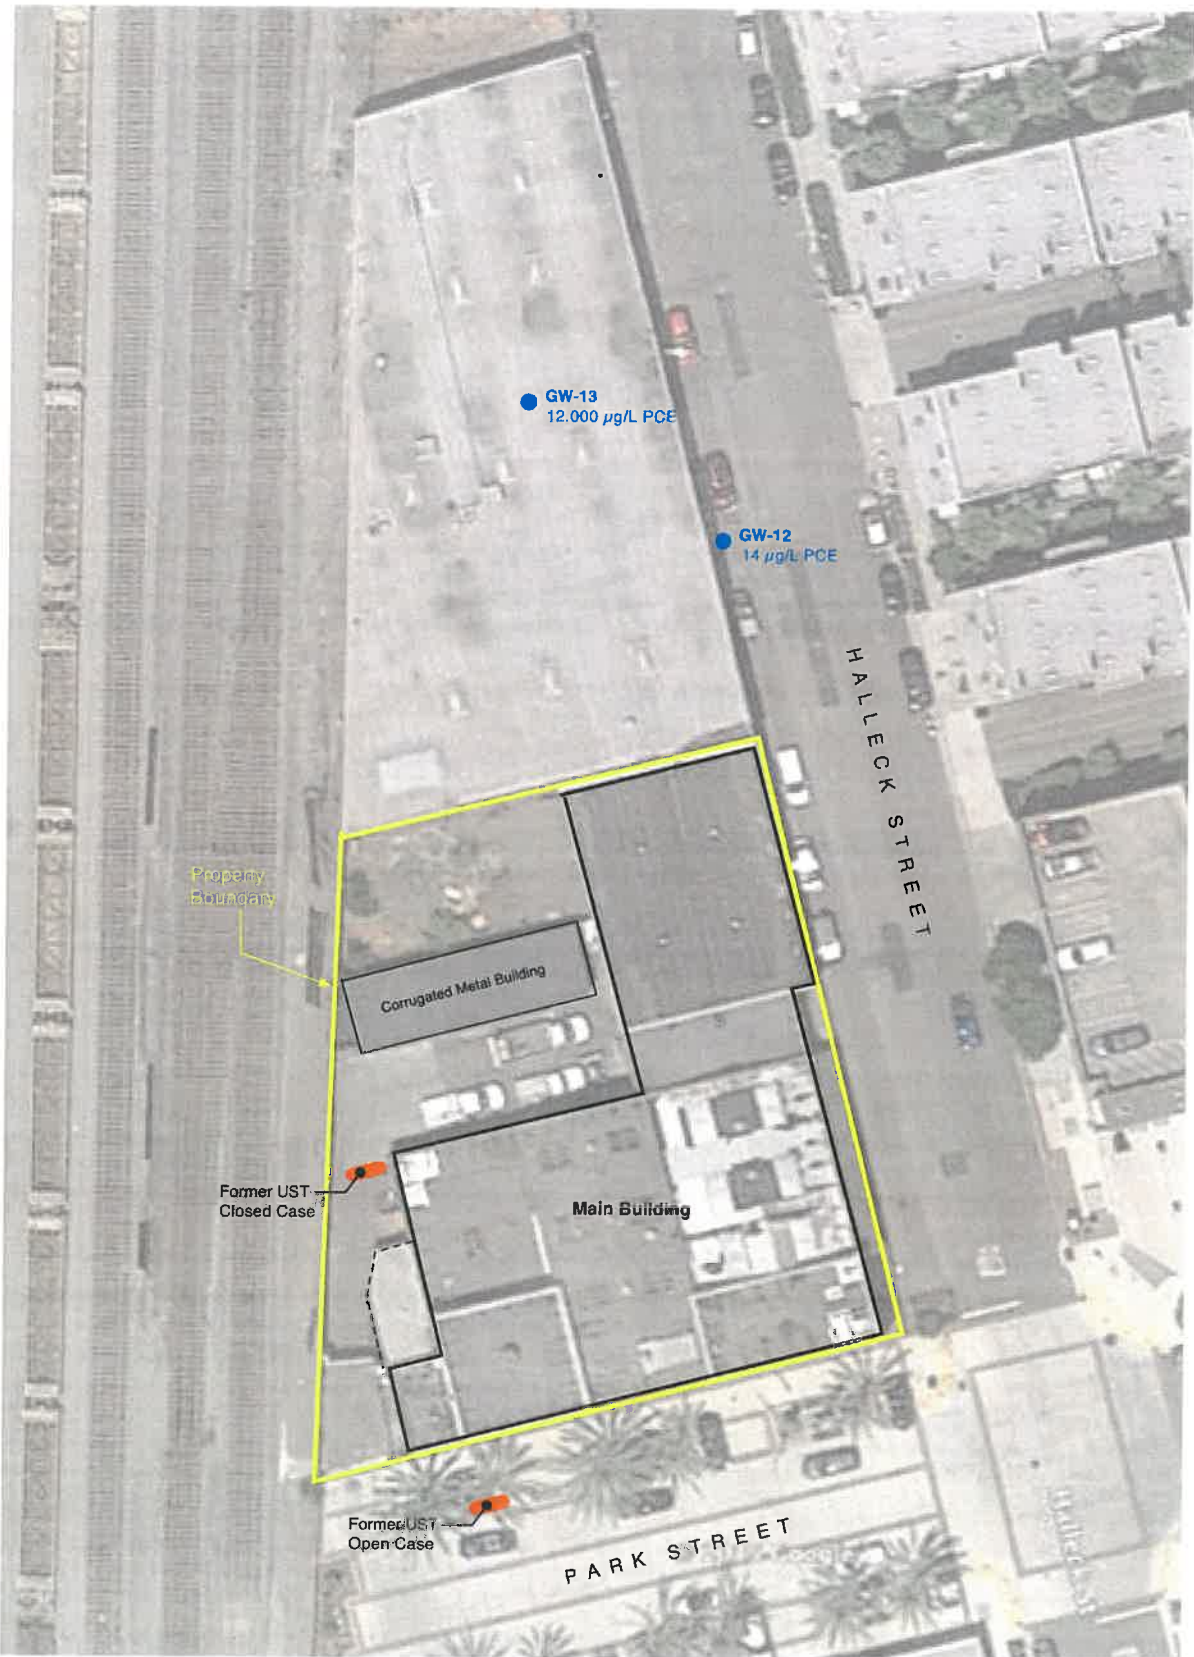 GW-13
12.000 µg/L PCE
GW-12
14 µg/L PCE
HALLECK STREET
Property
Boundary
Corrugated Metal Building
Former UST
Closed Case
Main Building
Former UST
Open Case
PARK STREET